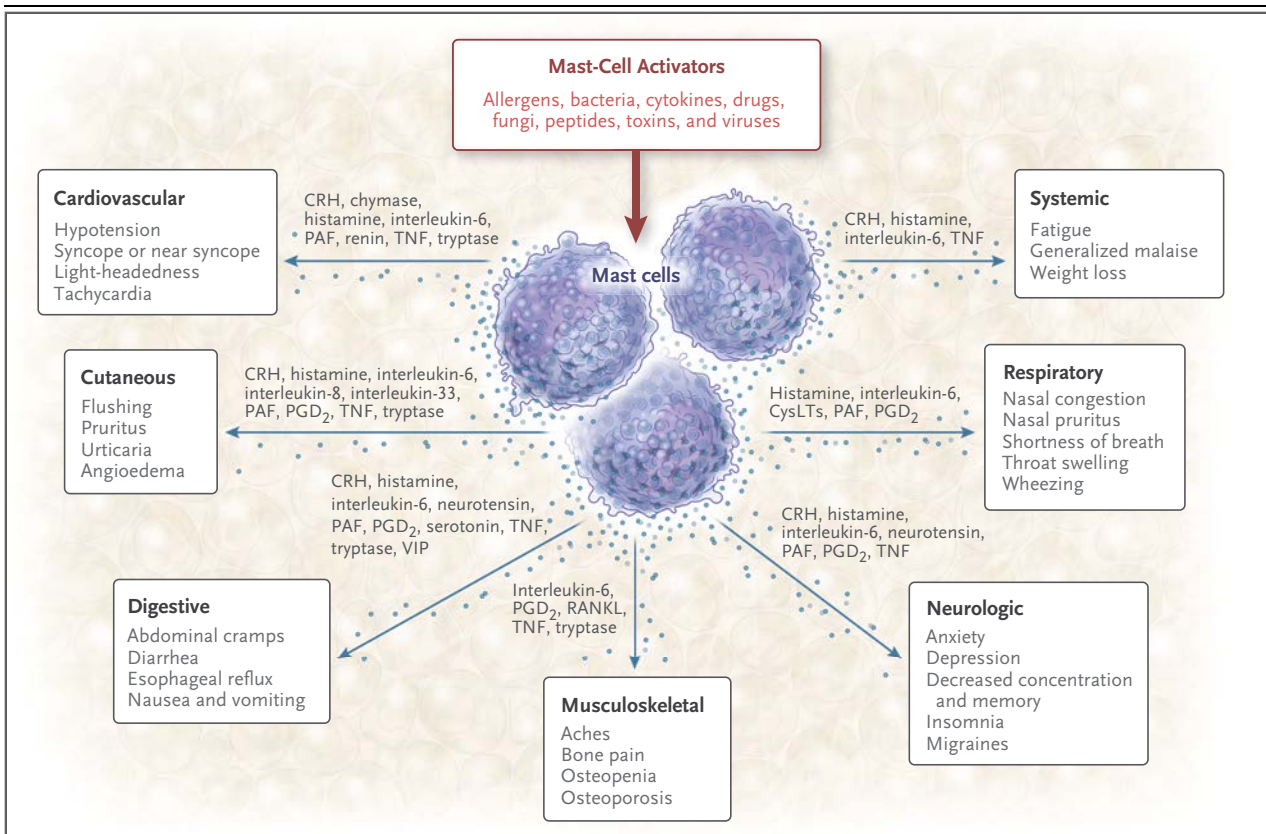 Mast-Cell Activators
Allergens, bacteria, cytokines, drugs,
fungi, peptides, toxins, and viruses
Mast cells
Cardiovascular
Hypotension
Syncope or near syncope
Light-headedness
Tachycardia
CRH, chymase,
histamine, interleukin-6,
PAF, renin, TNF, tryptase
CRH, histamine,
interleukin-6, TNF
Systemic
Fatigue
Generalized malaise
Weight loss
Cutaneous
Flushing
Pruritus
Urticaria
Angioedema
CRH, histamine, interleukin-6,
interleukin-8, interleukin-33,
PAF, PGD₂, TNF, tryptase
Histamine, interleukin-6,
CysLTs, PAF, PGD₂
Respiratory
Nasal congestion
Nasal pruritus
Shortness of breath
Throat swelling
Wheezing
CRH, histamine,
interleukin-6, neurotensin,
PAF, PGD₂, serotonin, TNF,
tryptase, VIP
Digestive
Abdominal cramps
Diarrhea
Esophageal reflux
Nausea and vomiting
Interleukin-6,
PGD₂, RANKL,
TNF, tryptase
Musculoskeletal
Aches
Bone pain
Osteopenia
Osteoporosis
CRH, histamine,
interleukin-6, neurotensin,
PAF, PGD₂, TNF
Neurologic
Anxiety
Depression
Decreased concentration
and memory
Insomnia
Migraines